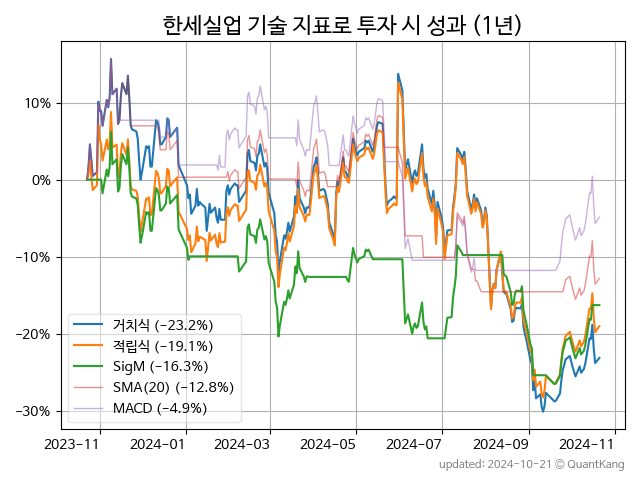 한세실업 기술 지표로 투자 시 성과 (1년)
10%
0%
−10%
−20%
−30%
거치식 (−23.2%)
적립식 (−19.1%)
SigM (−16.3%)
SMA(20) (−12.8%)
MACD (−4.9%)
2023-11 2024-01 2024-03 2024-05 2024-07 2024-09 2024-11
updated: 2024-10-21 © QuantKang